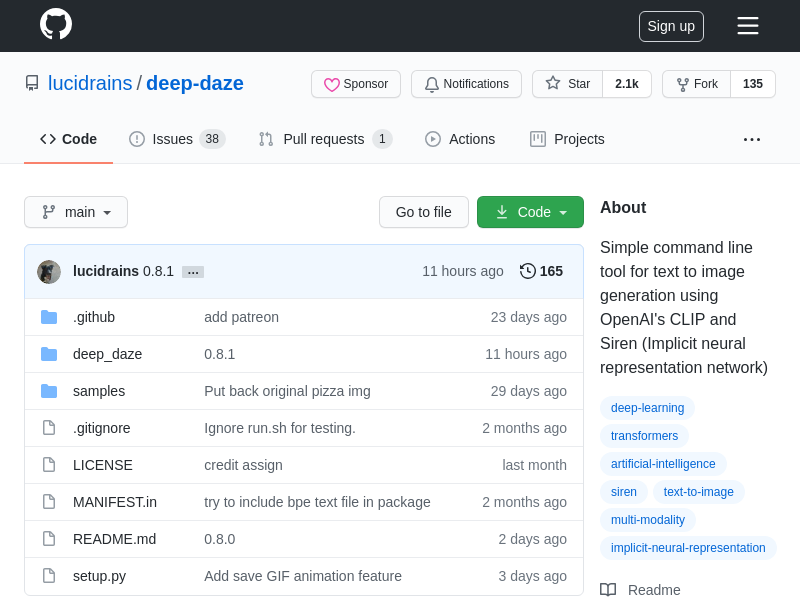 Sign up
lucidrains / deep-daze
Sponsor
Notifications
Star 2.1k
Fork 135
Code
Issues 38
Pull requests 1
Actions
Projects
main
Go to file
Code
lucidrains 0.8.1 … 11 hours ago 165
.github add patreon 23 days ago
deep_daze 0.8.1 11 hours ago
samples Put back original pizza img 29 days ago
.gitignore Ignore run.sh for testing. 2 months ago
LICENSE credit assign last month
MANIFEST.in try to include bpe text file in package 2 months ago
README.md 0.8.0 2 days ago
setup.py Add save GIF animation feature 3 days ago
About
Simple command line
tool for text to image
generation using
OpenAI's CLIP and
Siren (Implicit neural
representation network)
deep-learning
transformers
artificial-intelligence
siren text-to-image
multi-modality
implicit-neural-representation
Readme